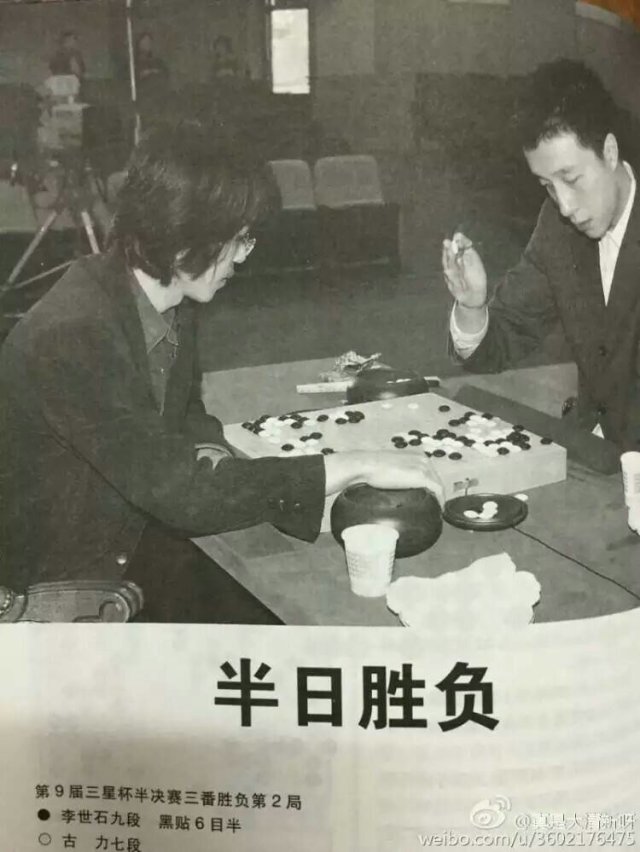 半日胜负
第9届三星杯半决赛三番胜负第2局
● 李世石九段 黑贴6目半
○ 古 力七段
@真是大清新呀
weibo.com/u/3602176475